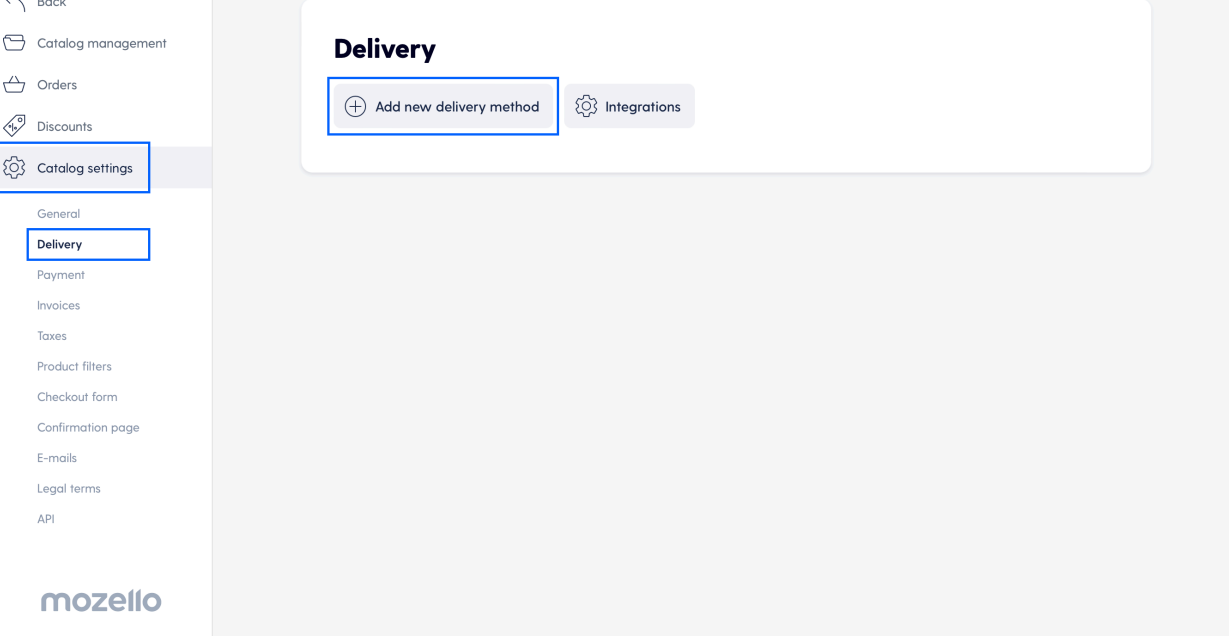 Back
Catalog management
Orders
Discounts
Catalog settings
General
Delivery
Payment
Invoices
Taxes
Product filters
Checkout form
Confirmation page
E-mails
Legal terms
API
mozello
Delivery
Add new delivery method
Integrations